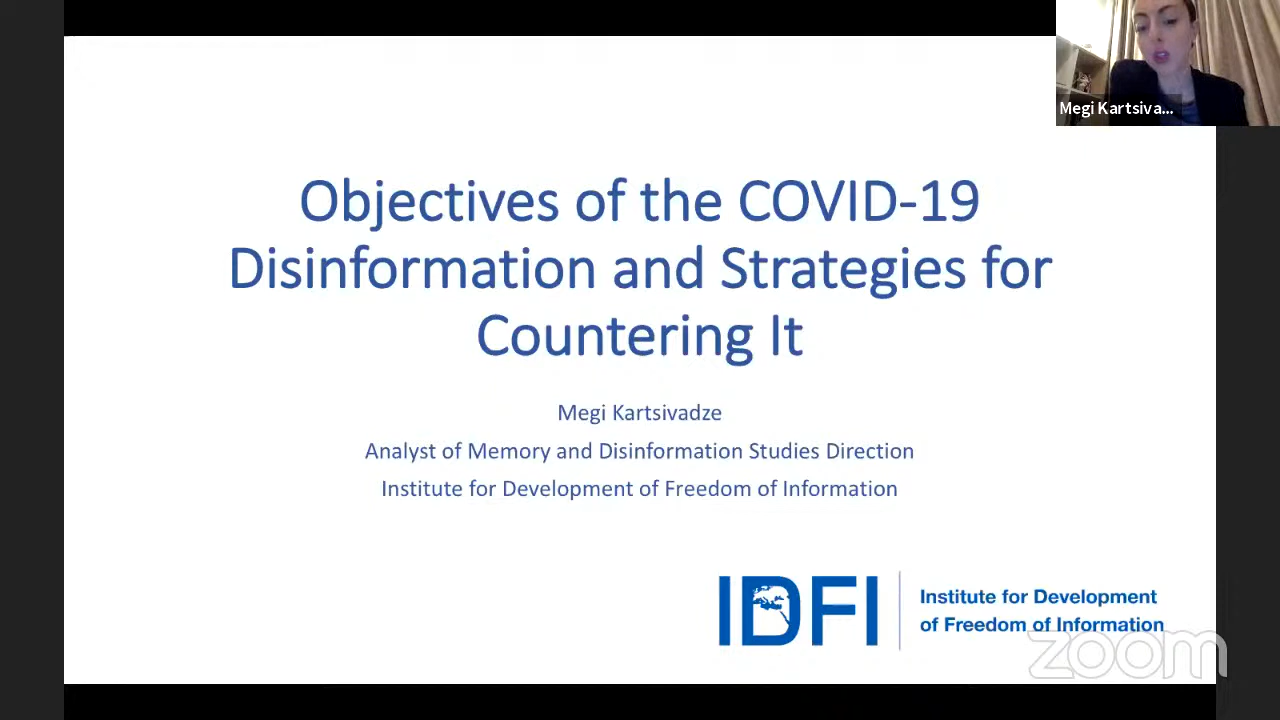 Megi Kartsiva...
Objectives of the COVID-19
Disinformation and Strategies for
Countering It
Megi Kartsivadze
Analyst of Memory and Disinformation Studies Direction
Institute for Development of Freedom of Information
IDFI
Institute for Development
of Freedom of Information
zoom